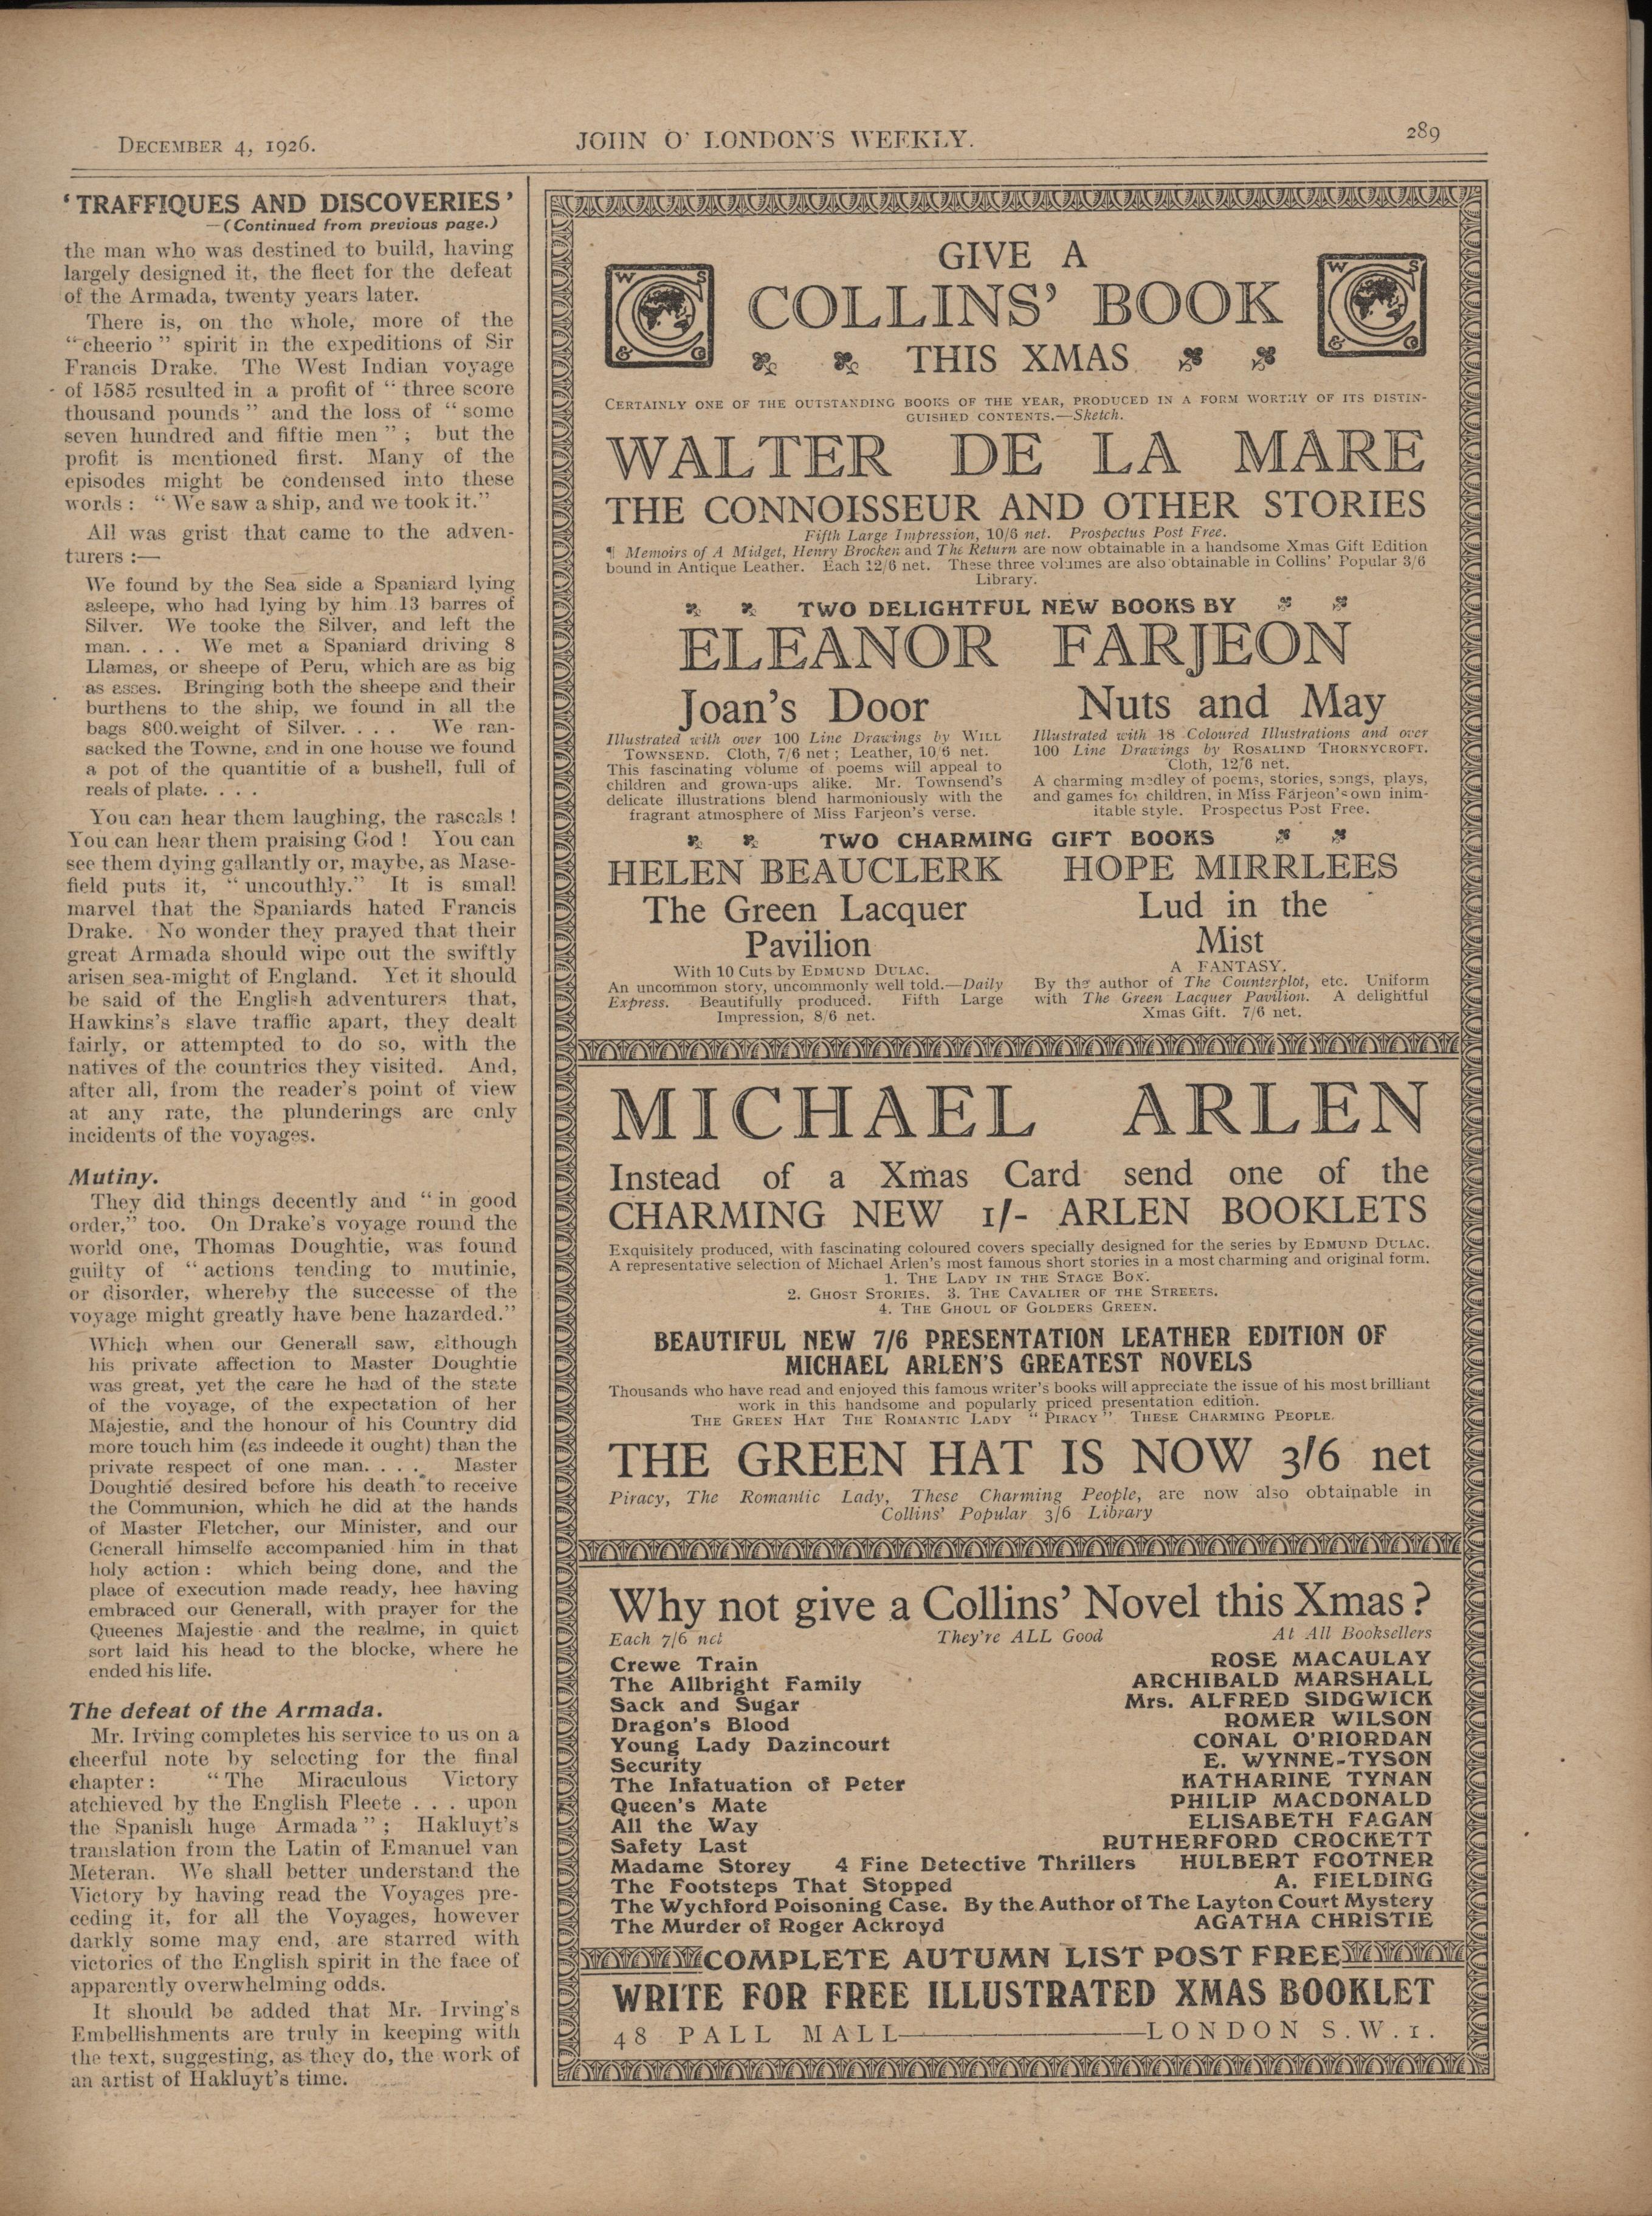 DECEMBER 4, 1926.
JOHN O' LONDON'S WEEKLY.
289
'TRAFFIQUES AND DISCOVERIES'
—(Continued from previous page.)
the man who was destined to build, having
largely designed it, the fleet for the defeat
of the Armada, twenty years later.
There is, on the whole, more of the
"cheerio" spirit in the expeditions of Sir
Francis Drake. The West Indian voyage
of 1585 resulted in a profit of "three score
thousand pounds" and the loss of "some
seven hundred and fiftie men"; but the
profit is mentioned first. Many of the
episodes might be condensed into these
words: "We saw a ship, and we took it."
All was grist that came to the adven-
turers:—
We found by the Sea side a Spaniard lying
asleepe, who had lying by him 13 barres of
Silver. We tooke the Silver, and left the
man. . . . We met a Spaniard driving 8
Llamas, or sheepe of Peru, which are as big
as asses. Bringing both the sheepe and their
burthens to the ship, we found in all the
bags 800.weight of Silver. . . . We ran-
sacked the Towne, and in one house we found
a pot of the quantitie of a bushell, full of
reals of plate. . . .
You can hear them laughing, the rascals!
You can hear them praising God! You can
see them dying gallantly or, maybe, as Mase-
field puts it, "uncouthly." It is small
marvel that the Spaniards hated Francis
Drake. No wonder they prayed that their
great Armada should wipe out the swiftly
arisen sea-might of England. Yet it should
be said of the English adventurers that,
Hawkins's slave traffic apart, they dealt
fairly, or attempted to do so, with the
natives of the countries they visited. And,
after all, from the reader's point of view
at any rate, the plunderings are only
incidents of the voyages.
Mutiny.
They did things decently and "in good
order," too. On Drake's voyage round the
world one, Thomas Doughtie, was found
guilty of "actions tending to mutinie,
or disorder, whereby the successe of the
voyage might greatly have bene hazarded."
Which when our Generall saw, although
his private affection to Master Doughtie
was great, yet the care he had of the state
of the voyage, of the expectation of her
Majestie, and the honour of his Country did
more touch him (as indeede it ought) than the
private respect of one man. . . . Master
Doughtie desired before his death to receive
the Communion, which he did at the hands
of Master Fletcher, our Minister, and our
Generall himselfe accompanied him in that
holy action: which being done, and the
place of execution made ready, hee having
embraced our Generall, with prayer for the
Queenes Majestie and the realme, in quiet
sort laid his head to the blocke, where he
ended his life.
The defeat of the Armada.
Mr. Irving completes his service to us on a
cheerful note by selecting for the final
chapter: "The Miraculous Victory
atchieved by the English Fleete . . . upon
the Spanish huge Armada"; Hakluyt's
translation from the Latin of Emanuel van
Meteran. We shall better understand the
Victory by having read the Voyages pre-
ceding it, for all the Voyages, however
darkly some may end, are starred with
victories of the English spirit in the face of
apparently overwhelming odds.
It should be added that Mr. Irving's
Embellishments are truly in keeping with
the text, suggesting, as they do, the work of
an artist of Hakluyt's time.
GIVE A
W S C & G
COLLINS' BOOK
W S C & G
THIS XMAS
CERTAINLY ONE OF THE OUTSTANDING BOOKS OF THE YEAR, PRODUCED IN A FORM WORTHY OF ITS DISTIN-
GUISHED CONTENTS.—Sketch.
WALTER DE LA MARE
THE CONNOISSEUR AND OTHER STORIES
Fifth Large Impression, 10/6 net. Prospectus Post Free.
¶ Memoirs of A Midget, Henry Brocken and The Return are now obtainable in a handsome Xmas Gift Edition
bound in Antique Leather. Each 12/6 net. These three volumes are also obtainable in Collins' Popular 3/6
Library.
TWO DELIGHTFUL NEW BOOKS BY
ELEANOR FARJEON
Joan's Door
Illustrated with over 100 Line Drawings by WILL
TOWNSEND. Cloth, 7/6 net; Leather, 10/6 net.
This fascinating volume of poems will appeal to
children and grown-ups alike. Mr. Townsend's
delicate illustrations blend harmoniously with the
fragrant atmosphere of Miss Farjeon's verse.
Nuts and May
Illustrated with 18 Coloured Illustrations and over
100 Line Drawings by ROSALIND THORNYCROFT.
Cloth, 12/6 net.
A charming medley of poems, stories, songs, plays,
and games for children, in Miss Farjeon's own inim-
itable style. Prospectus Post Free.
TWO CHARMING GIFT BOOKS
HELEN BEAUCLERK
The Green Lacquer
Pavilion
With 10 Cuts by EDMUND DULAC.
An uncommon story, uncommonly well told.—Daily
Express. Beautifully produced. Fifth Large
Impression, 8/6 net.
HOPE MIRRLEES
Lud in the
Mist
A FANTASY.
By the author of The Counterplot, etc. Uniform
with The Green Lacquer Pavilion. A delightful
Xmas Gift. 7/6 net.
MICHAEL ARLEN
Instead of a Xmas Card send one of the
CHARMING NEW 1/- ARLEN BOOKLETS
Exquisitely produced, with fascinating coloured covers specially designed for the series by EDMUND DULAC.
A representative selection of Michael Arlen's most famous short stories in a most charming and original form.
1. THE LADY IN THE STAGE BOX.
2. GHOST STORIES. 3. THE CAVALIER OF THE STREETS.
4. THE GHOUL OF GOLDERS GREEN.
BEAUTIFUL NEW 7/6 PRESENTATION LEATHER EDITION OF
MICHAEL ARLEN'S GREATEST NOVELS
Thousands who have read and enjoyed this famous writer's books will appreciate the issue of his most brilliant
work in this handsome and popularly priced presentation edition.
THE GREEN HAT THE ROMANTIC LADY "PIRACY" THESE CHARMING PEOPLE.
THE GREEN HAT IS NOW 3/6 net
Piracy, The Romantic Lady, These Charming People, are now also obtainable in
Collins' Popular 3/6 Library
Why not give a Collins' Novel this Xmas?
Each 7/6 net They're ALL Good At All Booksellers
Crewe Train ROSE MACAULAY
The Allbright Family ARCHIBALD MARSHALL
Sack and Sugar Mrs. ALFRED SIDGWICK
Dragon's Blood ROMER WILSON
Young Lady Dazincourt CONAL O'RIORDAN
Security E. WYNNE-TYSON
The Infatuation of Peter KATHARINE TYNAN
Queen's Mate PHILIP MACDONALD
All the Way ELISABETH FAGAN
Safety Last RUTHERFORD CROCKETT
Madame Storey 4 Fine Detective Thrillers HULBERT FOOTNER
The Footsteps That Stopped A. FIELDING
The Wychford Poisoning Case. By the Author of The Layton Court Mystery
The Murder of Roger Ackroyd AGATHA CHRISTIE
COMPLETE AUTUMN LIST POST FREE
WRITE FOR FREE ILLUSTRATED XMAS BOOKLET
48 PALL MALL——LONDON S.W.1.